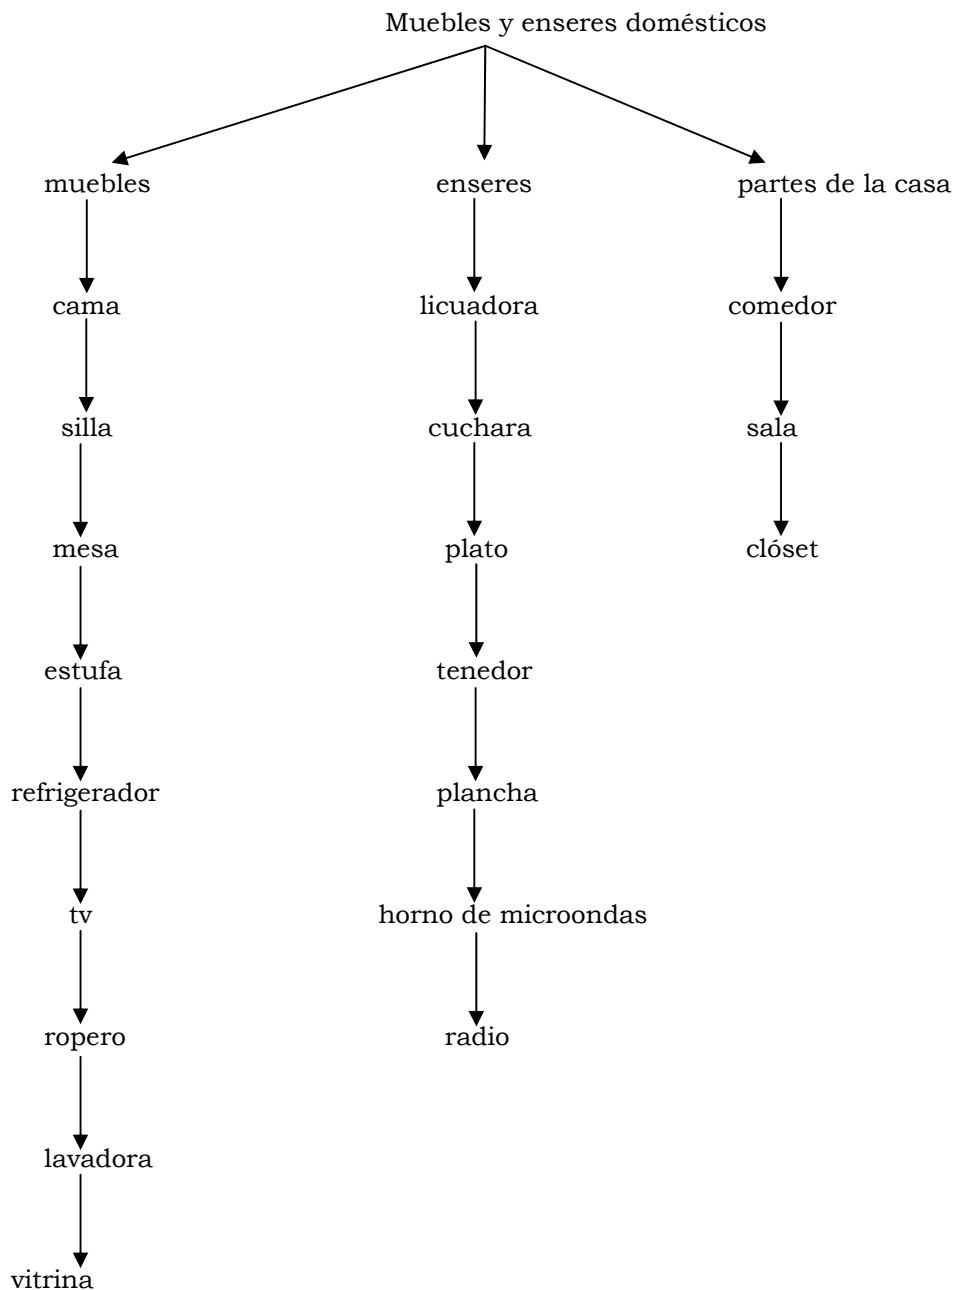 Muebles y enseres domésticos
muebles
enseres
partes de la casa
cama
licuadora
comedor
silla
cuchara
sala
mesa
plato
clóset
estufa
tenedor
refrigerador
plancha
tv
horno de microondas
ropero
radio
lavadora
vitrina